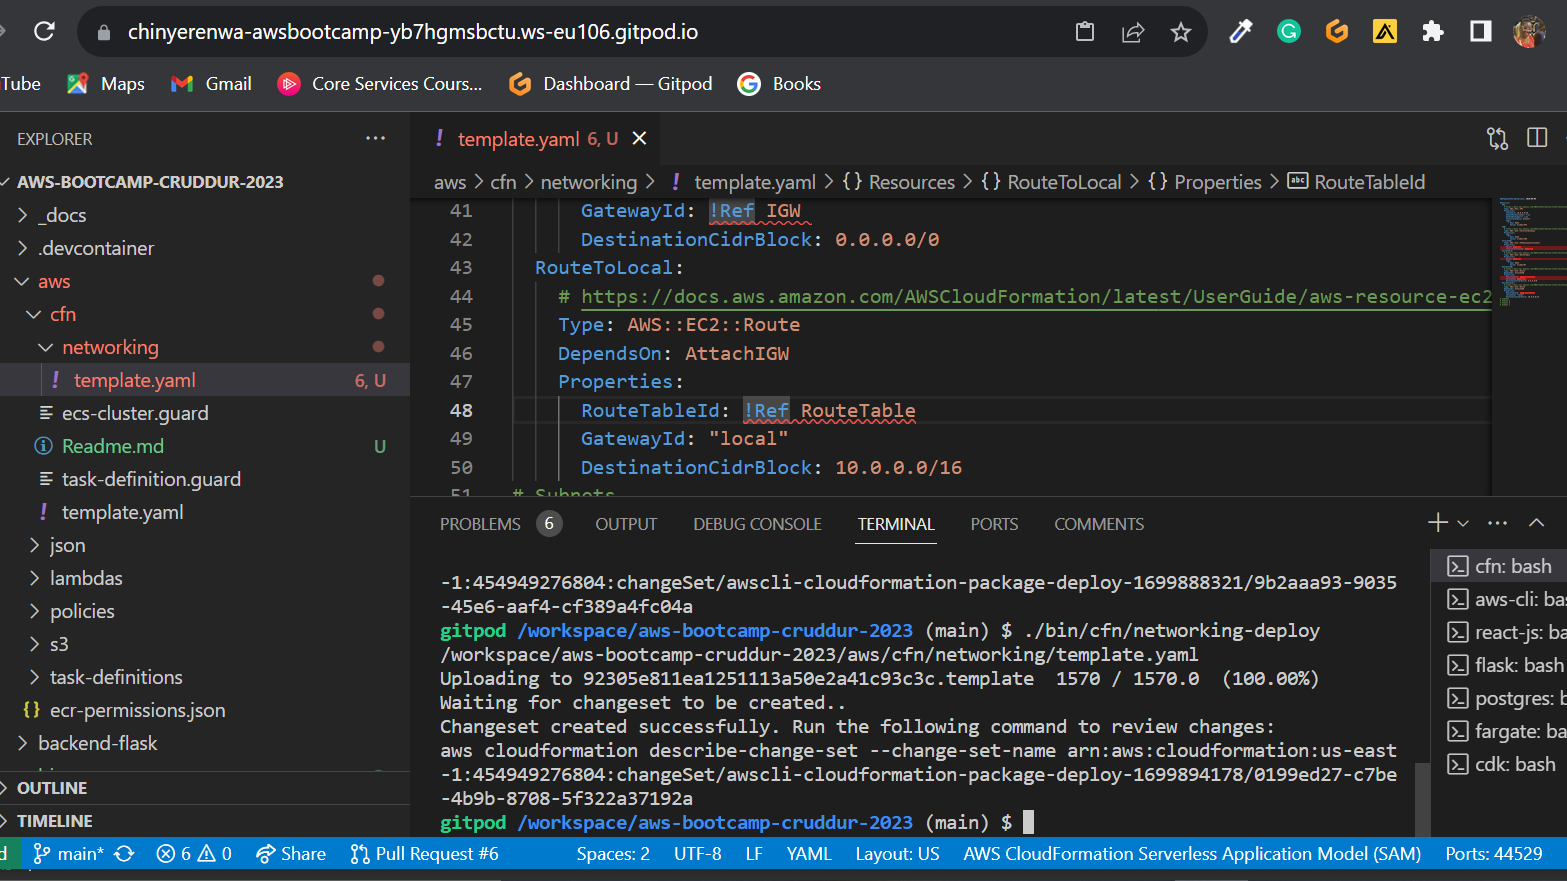 chinyerenwa-awsbootcamp-yb7hgmsbctu.ws-eu106.gitpod.io
Tube Maps Gmail Core Services Cours... Dashboard — Gitpod Books
EXPLORER
AWS-BOOTCAMP-CRUDDUR-2023
_docs
.devcontainer
aws
cfn
networking
! template.yaml 6, U
ecs-cluster.guard
Readme.md U
task-definition.guard
! template.yaml
json
lambdas
policies
s3
task-definitions
{} ecr-permissions.json
backend-flask
OUTLINE
TIMELINE
! template.yaml 6, U
aws > cfn > networking > ! template.yaml > {} Resources > {} RouteToLocal > {} Properties > abc RouteTableId
41 GatewayId: !Ref IGW
42 DestinationCidrBlock: 0.0.0.0/0
43 RouteToLocal:
44 # https://docs.aws.amazon.com/AWSCloudFormation/latest/UserGuide/aws-resource-ec2
45 Type: AWS::EC2::Route
46 DependsOn: AttachIGW
47 Properties:
48 RouteTableId: !Ref RouteTable
49 GatewayId: "local"
50 DestinationCidrBlock: 10.0.0.0/16
51 # Subnets
PROBLEMS 6 OUTPUT DEBUG CONSOLE TERMINAL PORTS COMMENTS
-1:454949276804:changeSet/awscli-cloudformation-package-deploy-1699888321/9b2aaa93-9035
-45e6-aaf4-cf389a4fc04a
gitpod /workspace/aws-bootcamp-cruddur-2023 (main) $ ./bin/cfn/networking-deploy
/workspace/aws-bootcamp-cruddur-2023/aws/cfn/networking/template.yaml
Uploading to 92305e811ea1251113a50e2a41c93c3c.template 1570 / 1570.0 (100.00%)
Waiting for changeset to be created..
Changeset created successfully. Run the following command to review changes:
aws cloudformation describe-change-set --change-set-name arn:aws:cloudformation:us-east
-1:454949276804:changeSet/awscli-cloudformation-package-deploy-1699894178/0199ed27-c7be
-4b9b-8708-5f322a37192a
gitpod /workspace/aws-bootcamp-cruddur-2023 (main) $
cfn: bash
aws-cli: bas
react-js: ba
flask: bash
postgres: b
fargate: ba
cdk: bash
d main* 6 0 Share Pull Request #6 Spaces: 2 UTF-8 LF YAML Layout: US AWS CloudFormation Serverless Application Model (SAM) Ports: 44529